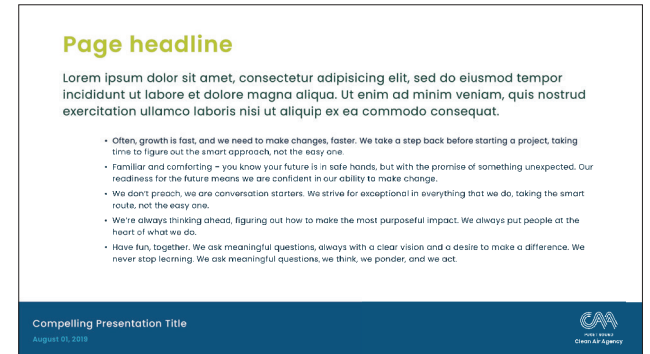 Page headline
Lorem ipsum dolor sit amet, consectetur adipisicing elit, sed do eiusmod tempor
incididunt ut labore et dolore magna aliqua. Ut enim ad minim veniam, quis nostrud
exercitation ullamco laboris nisi ut aliquip ex ea commodo consequat.
• Often, growth is fast, and we need to make changes, faster. We take a step back before starting a project, taking
time to figure out the smart approach, not the easy one.
• Familiar and comforting – you know your future is in safe hands, but with the promise of something unexpected. Our
readiness for the future means we are confident in our ability to make change.
• We don't preach, we are conversation starters. We strive for exceptional in everything that we do, taking the smart
route, not the easy one.
• We're always thinking ahead, figuring out how to make the most purposeful impact. We always put people at the
heart of what we do.
• Have fun, together. We ask meaningful questions, always with a clear vision and a desire to make a difference. We
never stop learning. We ask meaningful questions, we think, we ponder, and we act.
Compelling Presentation Title
August 01, 2019
CAA
PUGET SOUND
Clean Air Agency